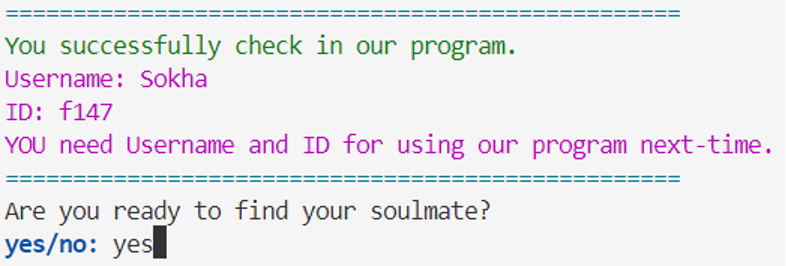 ==================================================
You successfully check in our program.
Username: Sokha
ID: f147
YOU need Username and ID for using our program next-time.
==================================================
Are you ready to find your soulmate?
yes/no: yes